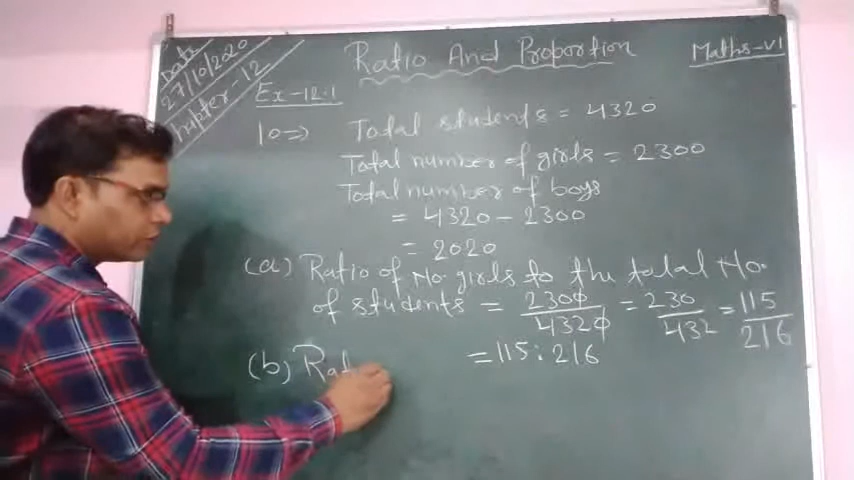 Date
27/10/2020
Chapter-12
Ratio And Proportion
Maths-VI
Ex-12.1
10⇒ Total students = 4320
Total number of girls = 2300
Total number of boys
= 4320 - 2300
= 2020
(a) Ratio of No. girls to the total No.
of students = 2300/4320 = 230/432 = 115/216
= 115:216
(b) Rat